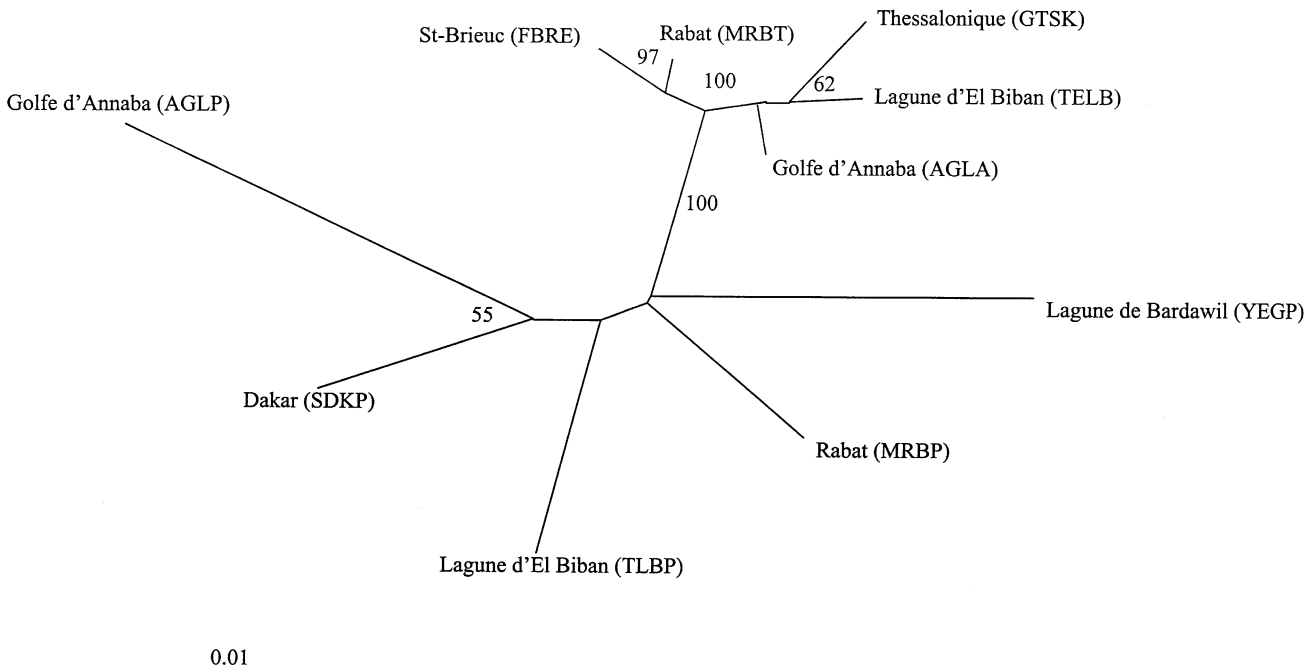 Thessalonique (GTSK)
St-Brieuc (FBRE)
Rabat (MRBT)
97
100
62
Lagune d'El Biban (TELB)
Golfe d'Annaba (AGLP)
Golfe d'Annaba (AGLA)
100
Lagune de Bardawil (YEGP)
55
Dakar (SDKP)
Rabat (MRBP)
Lagune d'El Biban (TLBP)
0.01